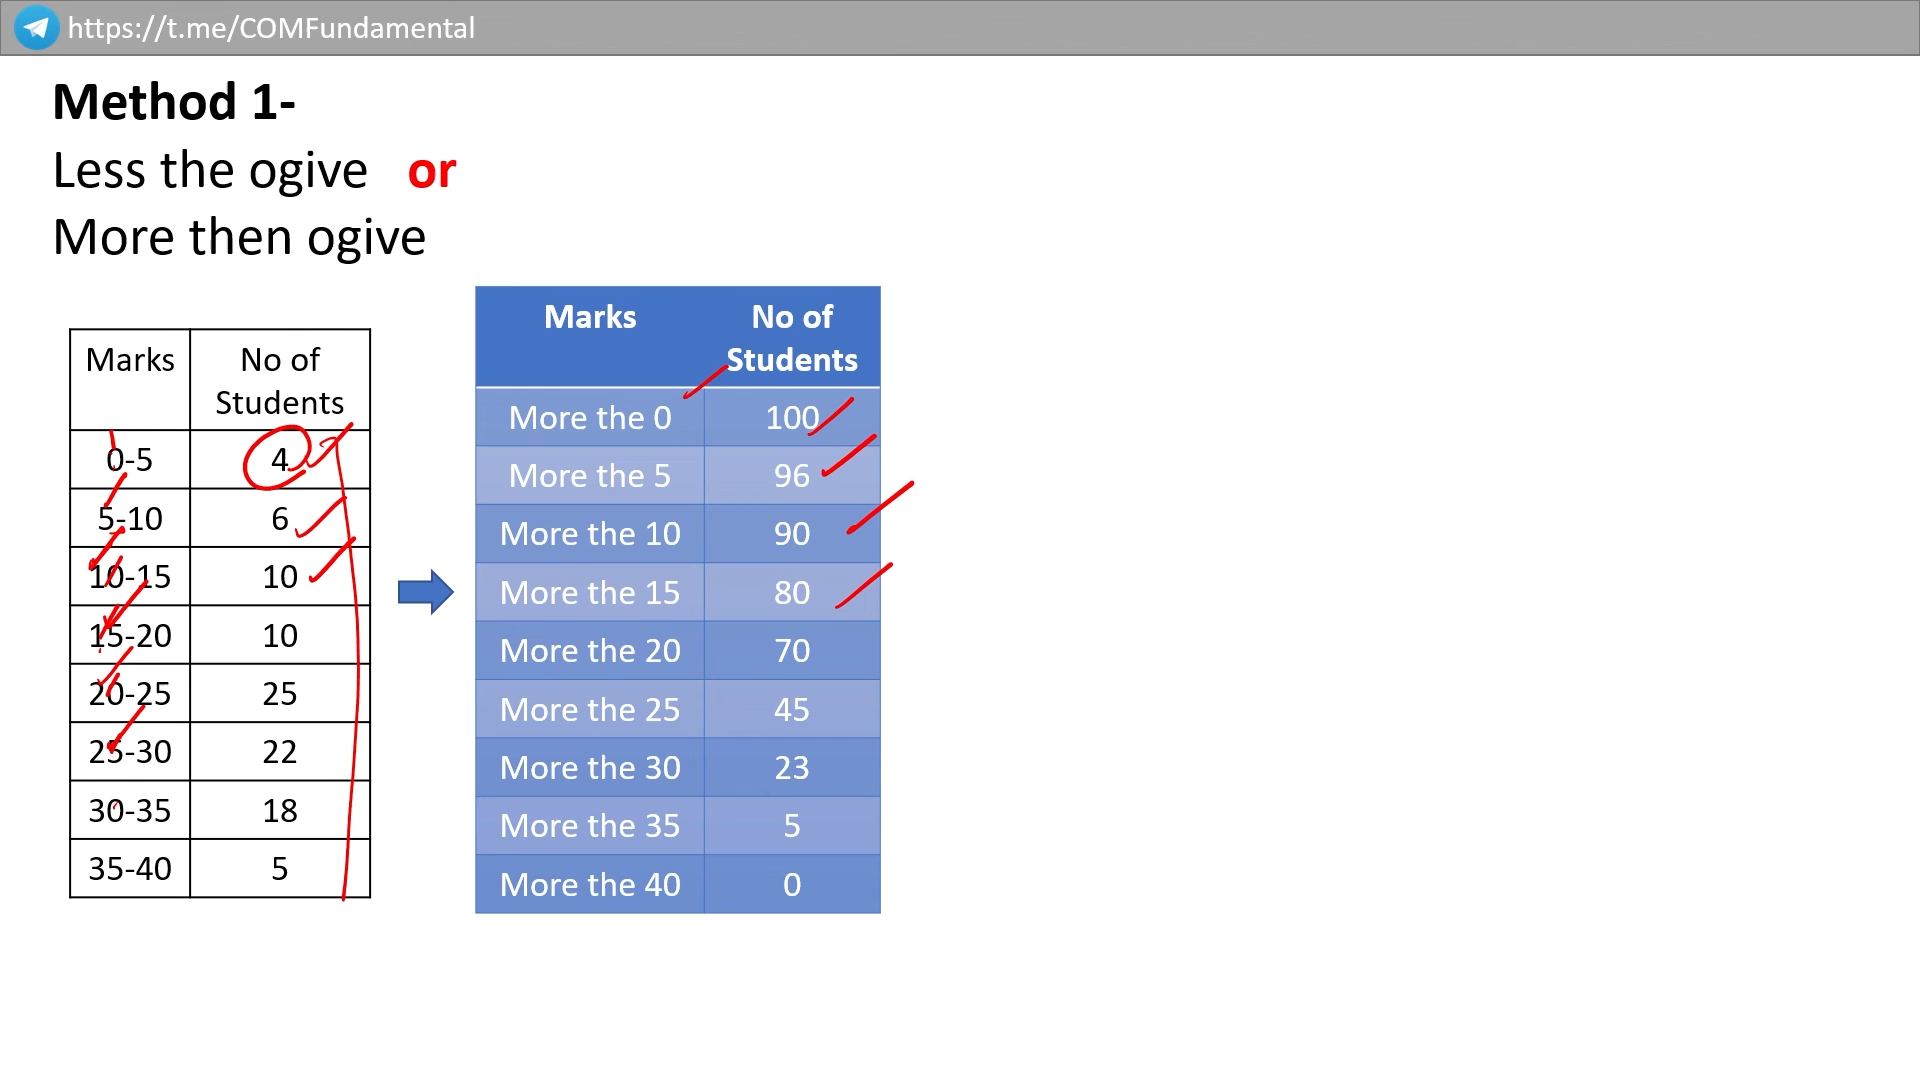 https://t.me/COMFundamental
Method 1-
Less the ogive or
More then ogive
Marks No of
Students
0-5 4
5-10 6
10-15 10
15-20 10
20-25 25
25-30 22
30-35 18
35-40 5
Marks No of
Students
More the 0 100
More the 5 96
More the 10 90
More the 15 80
More the 20 70
More the 25 45
More the 30 23
More the 35 5
More the 40 0